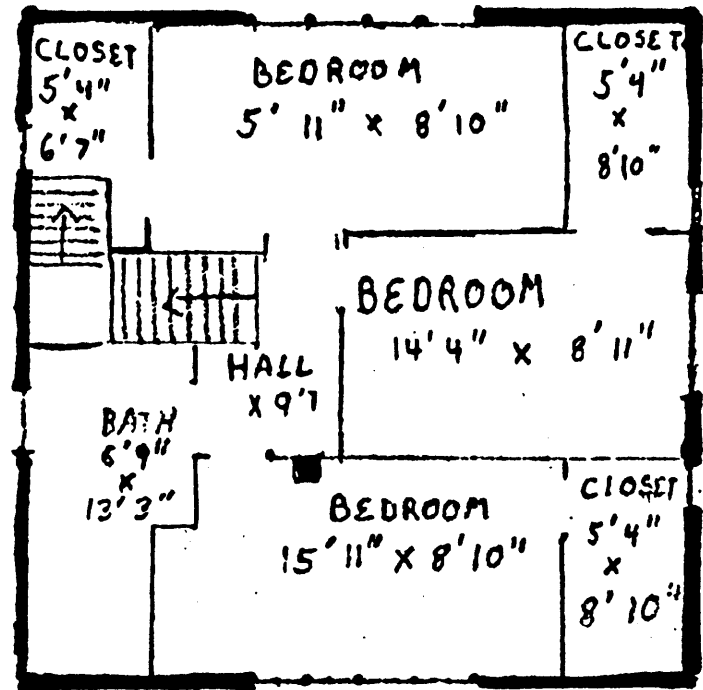 CLOSET
5'4"
x
6'7"
BEDROOM
5' 11" x 8'10"
CLOSET
5'4"
x
8'10"
BEDROOM
14'4" x 8'11"
HALL
x 9'7
BATH
6'9"
x
13'3"
BEDROOM
15'11" x 8'10"
CLOSET
5'4"
x
8'10"